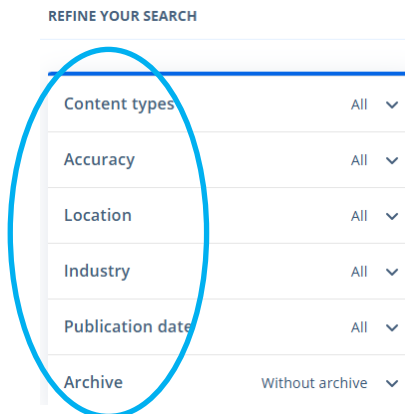 REFINE YOUR SEARCH
Content types All
Accuracy All
Location All
Industry All
Publication date All
Archive Without archive